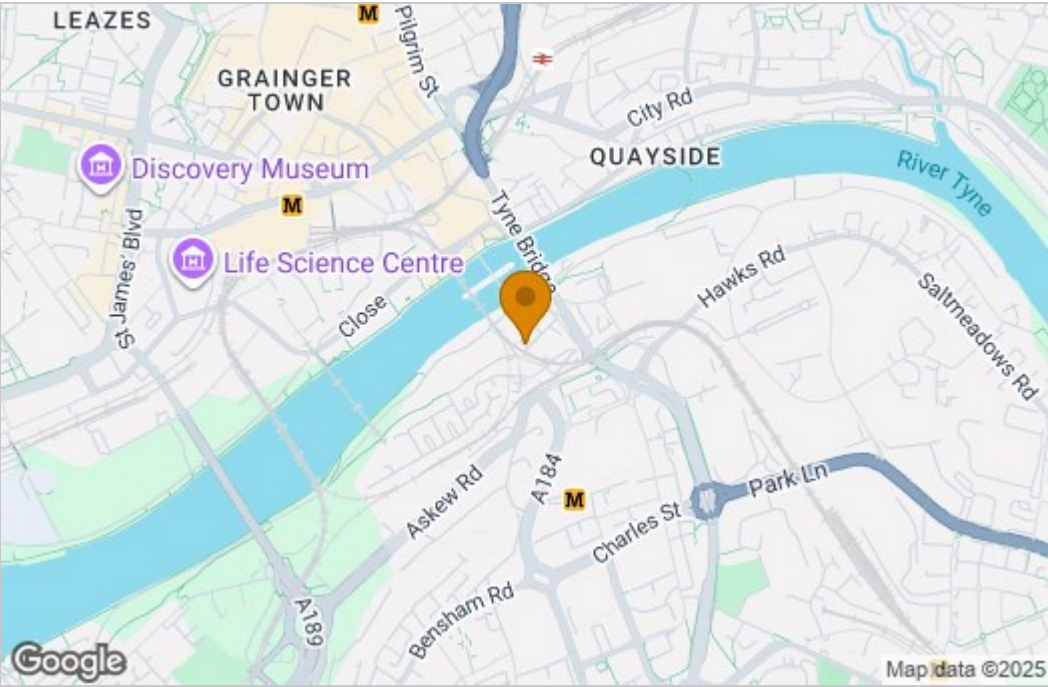 LEAZES
M
Pilgrim St
GRAINGER
TOWN
City Rd
QUAYSIDE
River Tyne
Discovery Museum
M
Tyne Bridge
St James' Blvd
Life Science Centre
Close
Hawks Rd
Saltmeadows Rd
Askew Rd
A184
M
Park Ln
Charles St
Bensham Rd
A189
Google
Map data ©2025